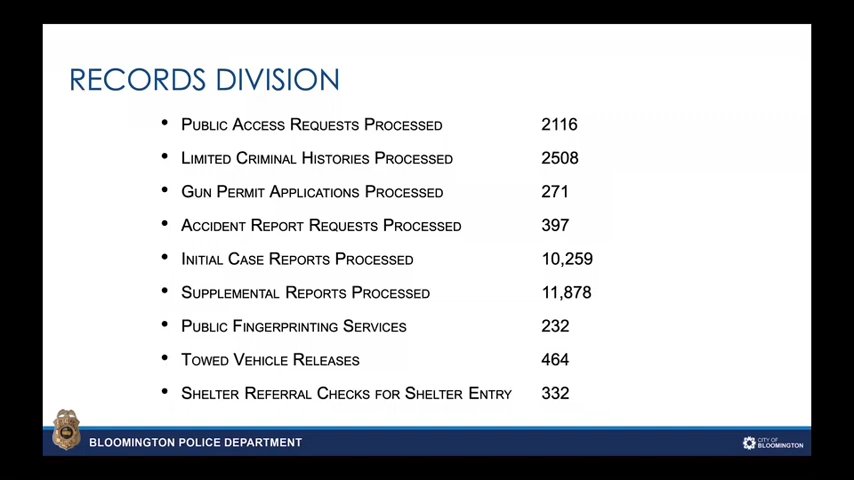 RECORDS DIVISION
• PUBLIC ACCESS REQUESTS PROCESSED 2116
• LIMITED CRIMINAL HISTORIES PROCESSED 2508
• GUN PERMIT APPLICATIONS PROCESSED 271
• ACCIDENT REPORT REQUESTS PROCESSED 397
• INITIAL CASE REPORTS PROCESSED 10,259
• SUPPLEMENTAL REPORTS PROCESSED 11,878
• PUBLIC FINGERPRINTING SERVICES 232
• TOWED VEHICLE RELEASES 464
• SHELTER REFERRAL CHECKS FOR SHELTER ENTRY 332
BLOOMINGTON POLICE DEPARTMENT
CITY OF
BLOOMINGTON